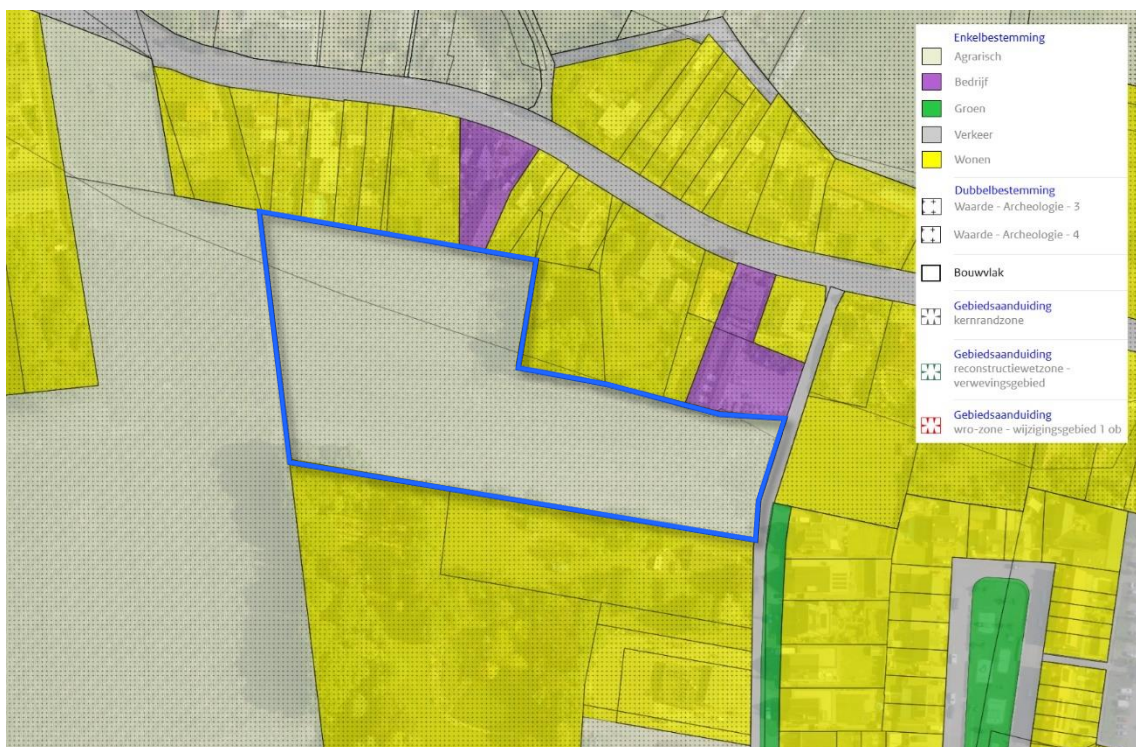 Enkelbestemming
Agrarisch
Bedrijf
Groen
Verkeer
Wonen
Dubbelbestemming
Waarde - Archeologie - 3
Waarde - Archeologie - 4
Bouwvlak
Gebiedsaanduiding
kernrandzone
Gebiedsaanduiding
reconstructiewetzone -
verwevingsgebied
Gebiedsaanduiding
wro-zone - wijzigingsgebied 1 ob